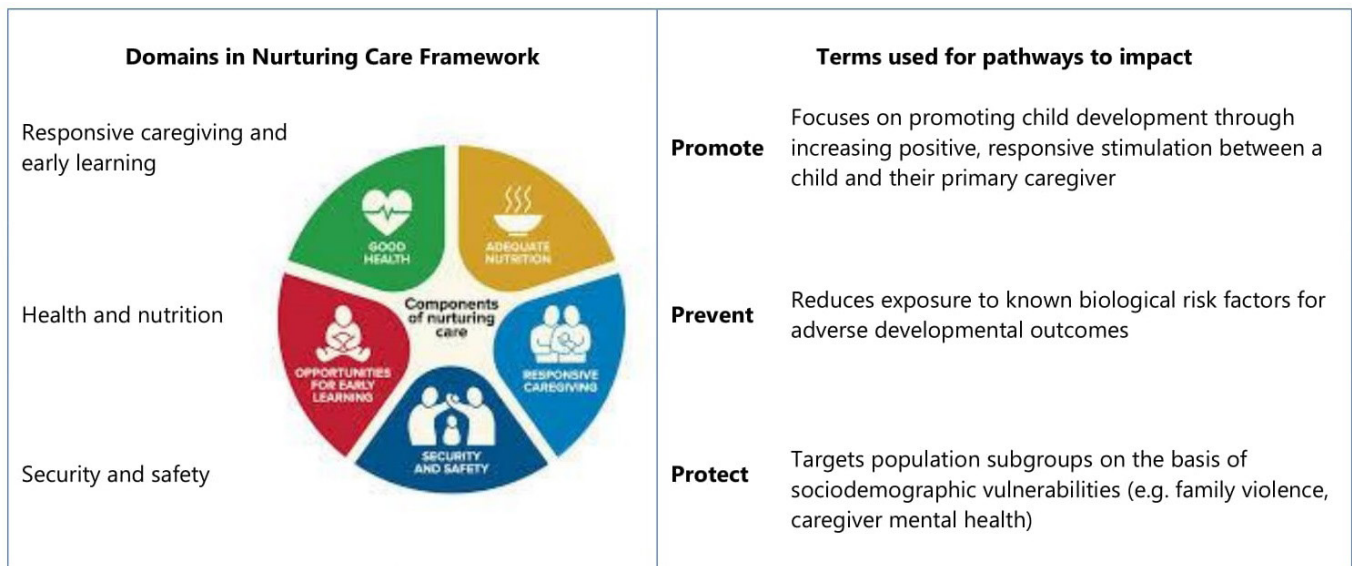 Domains in Nurturing Care Framework
Responsive caregiving and
early learning
Health and nutrition
Security and safety
GOOD
HEALTH
ADEQUATE
NUTRITION
Components
of nurturing
care
OPPORTUNITIES
FOR EARLY
LEARNING
RESPONSIVE
CAREGIVING
SECURITY
AND SAFETY
Terms used for pathways to impact
Promote
Focuses on promoting child development through
increasing positive, responsive stimulation between a
child and their primary caregiver
Prevent
Reduces exposure to known biological risk factors for
adverse developmental outcomes
Protect
Targets population subgroups on the basis of
sociodemographic vulnerabilities (e.g. family violence,
caregiver mental health)